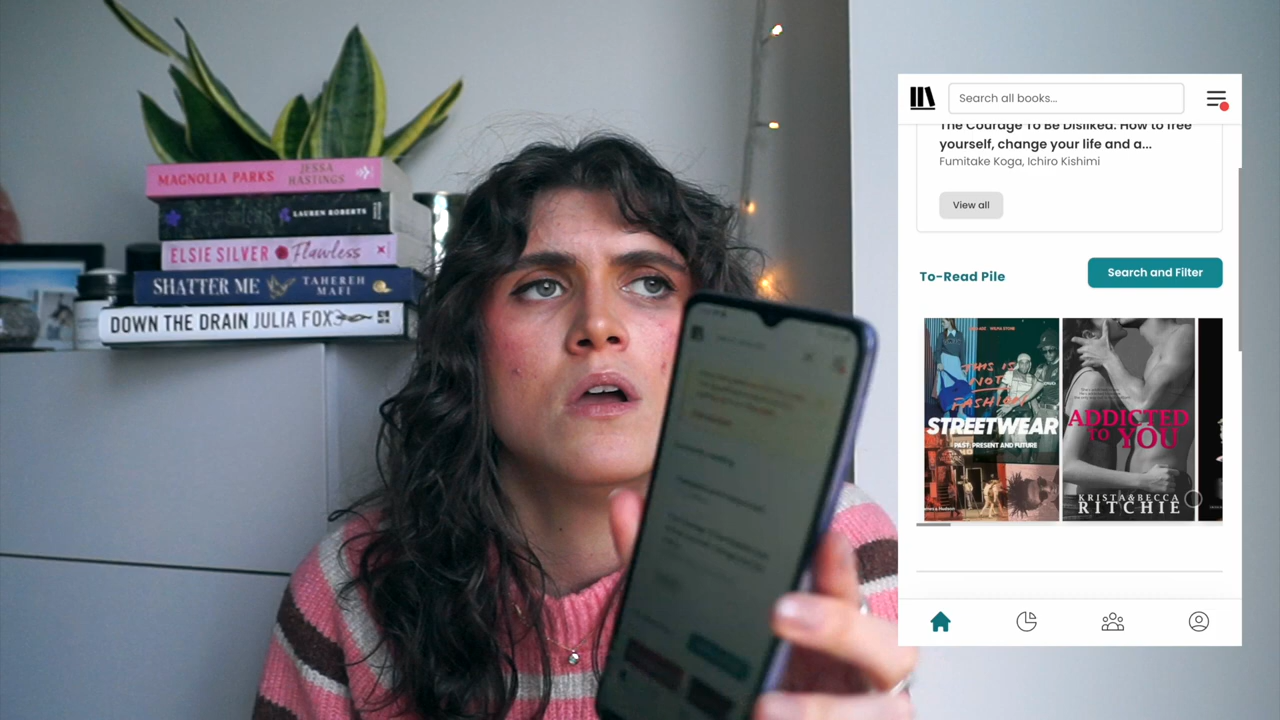 MAGNOLIA PARKS
JESSA
HASTINGS
LAUREN ROBERTS
ELSIE SILVER Flawless
SHATTER ME
TAHEREH
MAFI
DOWN THE DRAIN JULIA FOX
Search all books...
The Courage To Be Disliked: How to free
yourself, change your life and a...
Fumitake Koga, Ichiro Kishimi
View all
To-Read Pile
Search and Filter
THIS IS
NOT
FASHION
STREETWEAR
PAST, PRESENT AND FUTURE
ADDICTED
TO YOU
KRISTA & BECCA
RITCHIE